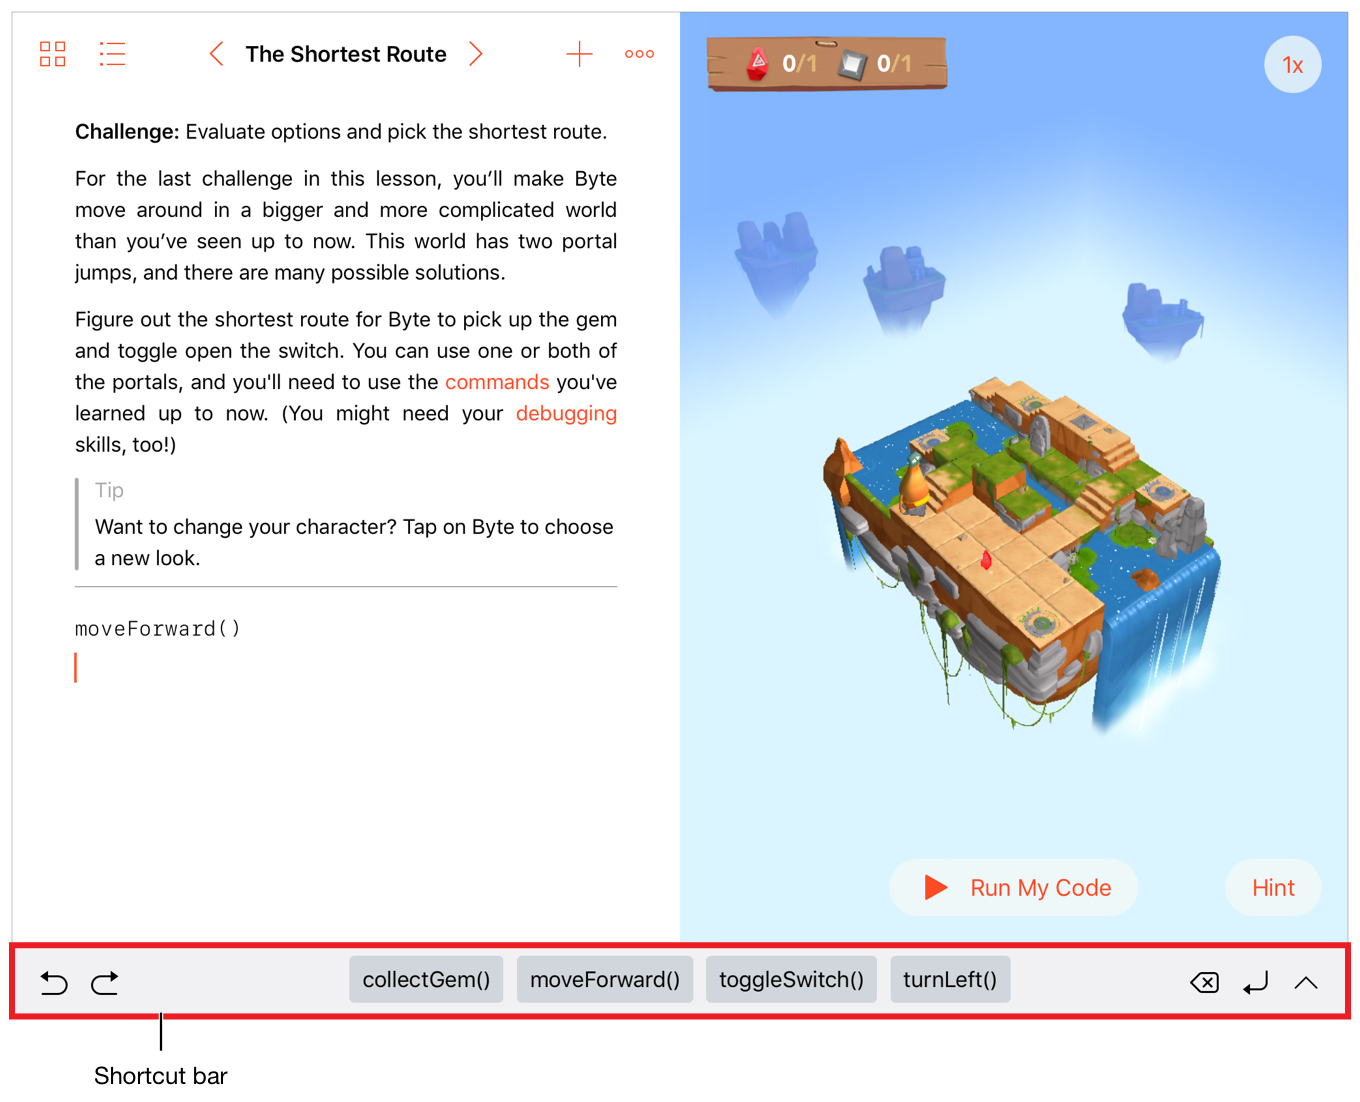 The Shortest Route
0/1 0/1
1x
Challenge: Evaluate options and pick the shortest route.
For the last challenge in this lesson, you’ll make Byte
move around in a bigger and more complicated world
than you’ve seen up to now. This world has two portal
jumps, and there are many possible solutions.
Figure out the shortest route for Byte to pick up the gem
and toggle open the switch. You can use one or both of
the portals, and you'll need to use the commands you've
learned up to now. (You might need your debugging
skills, too!)
Tip
Want to change your character? Tap on Byte to choose
a new look.
moveForward()
Run My Code
Hint
collectGem() moveForward() toggleSwitch() turnLeft()
Shortcut bar